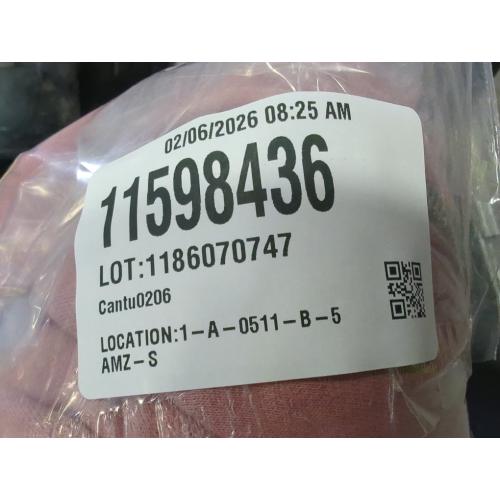 02/06/2026 08:25 AM
11598436
LOT:1186070747
Cantu0206
LOCATION:1-A-0511-B-5
AMZ-S